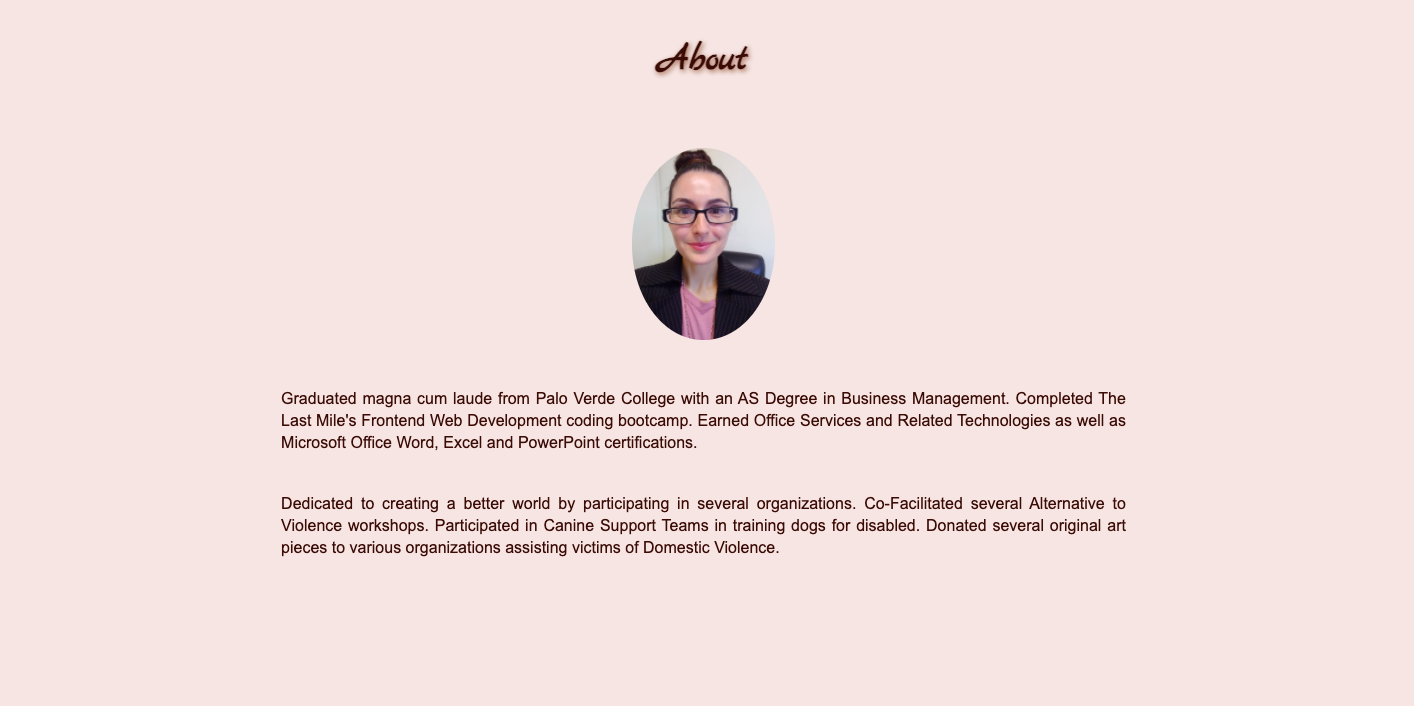 About
Graduated magna cum laude from Palo Verde College with an AS Degree in Business Management. Completed The
Last Mile's Frontend Web Development coding bootcamp. Earned Office Services and Related Technologies as well as
Microsoft Office Word, Excel and PowerPoint certifications.
Dedicated to creating a better world by participating in several organizations. Co-Facilitated several Alternative to
Violence workshops. Participated in Canine Support Teams in training dogs for disabled. Donated several original art
pieces to various organizations assisting victims of Domestic Violence.